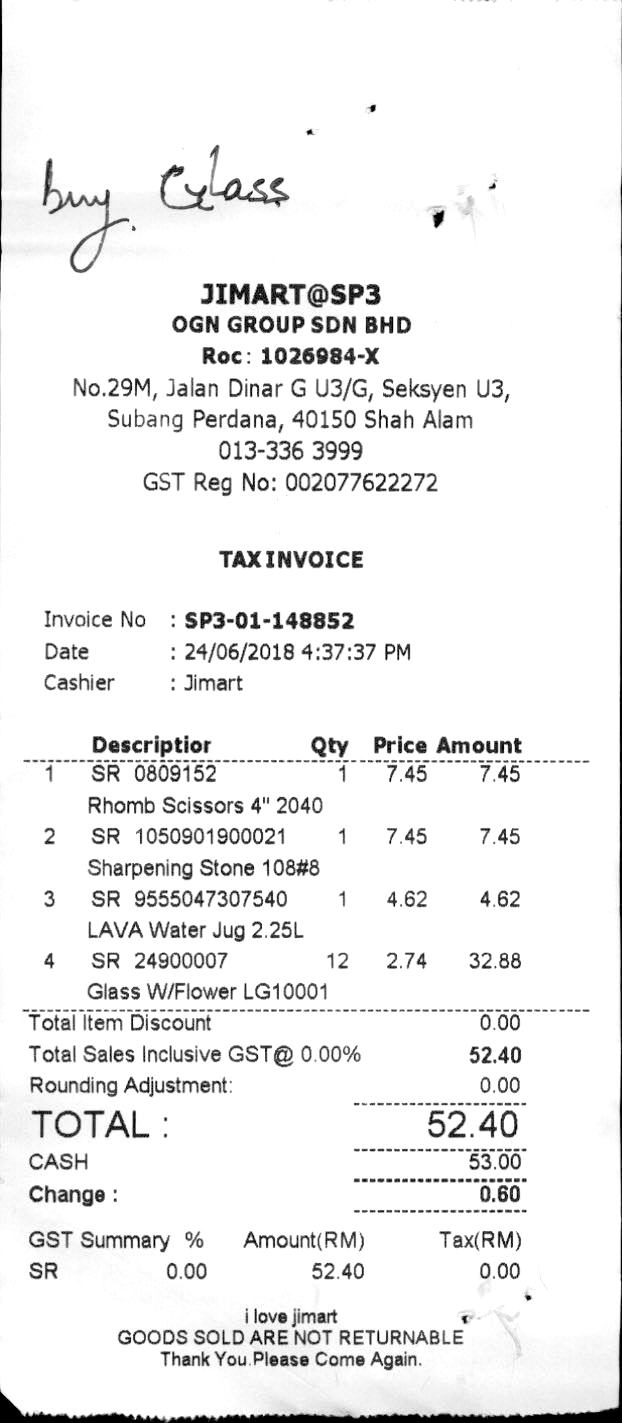 buy. Glass
JIMART@SP3
OGN GROUP SDN BHD
Roc: 1026984-X
No.29M, Jalan Dinar G U3/G, Seksyen U3,
Subang Perdana, 40150 Shah Alam
013-336 3999
GST Reg No: 002077622272
TAX INVOICE
Invoice No : SP3-01-148852
Date : 24/06/2018 4:37:37 PM
Cashier : Jimart
Descriptior Qty Price Amount
1 SR 0809152 1 7.45 7.45
Rhomb Scissors 4" 2040
2 SR 1050901900021 1 7.45 7.45
Sharpening Stone 108#8
3 SR 9555047307540 1 4.62 4.62
LAVA Water Jug 2.25L
4 SR 24900007 12 2.74 32.88
Glass W/Flower LG10001
Total Item Discount 0.00
Total Sales Inclusive GST@ 0.00% 52.40
Rounding Adjustment: 0.00
TOTAL : 52.40
CASH 53.00
Change : 0.60
GST Summary % Amount(RM) Tax(RM)
SR 0.00 52.40 0.00
i love jimart
GOODS SOLD ARE NOT RETURNABLE
Thank You.Please Come Again.